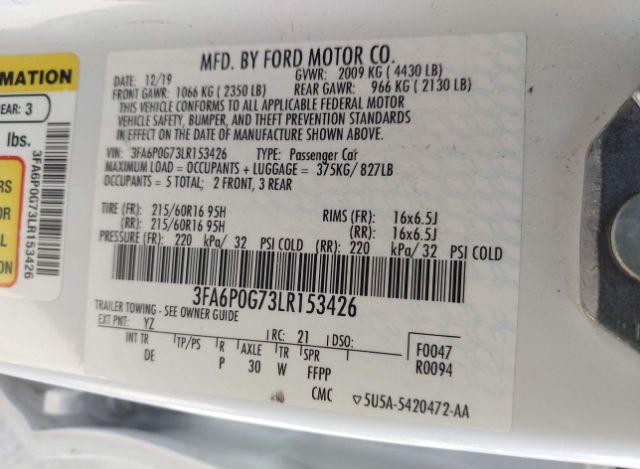 MFD. BY FORD MOTOR CO.
DATE: 12/19 GVWR: 2009 KG ( 4430 LB)
FRONT GAWR: 1066 KG ( 2350 LB) REAR GAWR: 966 KG ( 2130 LB)
THIS VEHICLE CONFORMS TO ALL APPLICABLE FEDERAL MOTOR
VEHICLE SAFETY, BUMPER, AND THEFT PREVENTION STANDARDS
IN EFFECT ON THE DATE OF MANUFACTURE SHOWN ABOVE.
VIN: 3FA6P0G73LR153426 TYPE: Passenger Car
MAXIMUM LOAD = OCCUPANTS + LUGGAGE = 375KG/ 827LB
OCCUPANTS = 5 TOTAL; 2 FRONT, 3 REAR
TIRE (FR): 215/60R16 95H RIMS (FR): 16x6.5J
(RR): 215/60R16 95H (RR): 16x6.5J
PRESSURE (FR): 220 kPa/ 32 PSI COLD (RR): 220 kPa/ 32 PSI COLD
3FA6P0G73LR153426
TRAILER TOWING - SEE OWNER GUIDE
EXT PNT: YZ RC: 21 DSO:
INT TR TP/PS R AXLE TR SPR F0047
DE P 30 W FFPP R0094
CMC ▽5U5A-5420472-AA
RMATION
EAR: 3
lbs.
3FA6P0G73LR153426